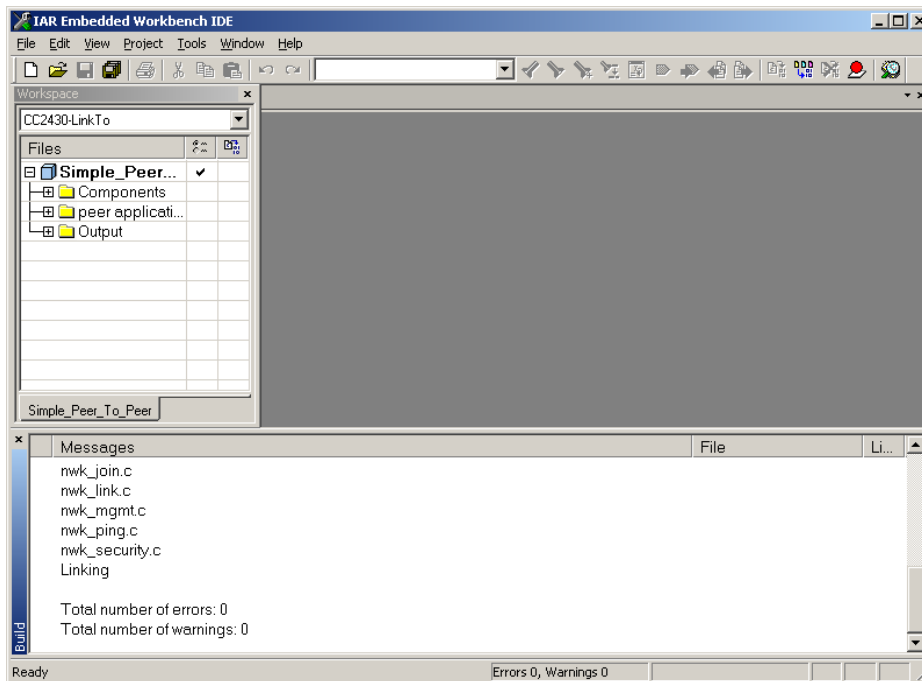 IAR Embedded Workbench IDE
File Edit View Project Tools Window Help
Workspace
CC2430-LinkTo
Files
Simple_Peer...
Components
peer applicati...
Output
Simple_Peer_To_Peer
Messages File Li...
nwk_join.c
nwk_link.c
nwk_mgmt.c
nwk_ping.c
nwk_security.c
Linking
Total number of errors: 0
Total number of warnings: 0
Build
Ready Errors 0, Warnings 0